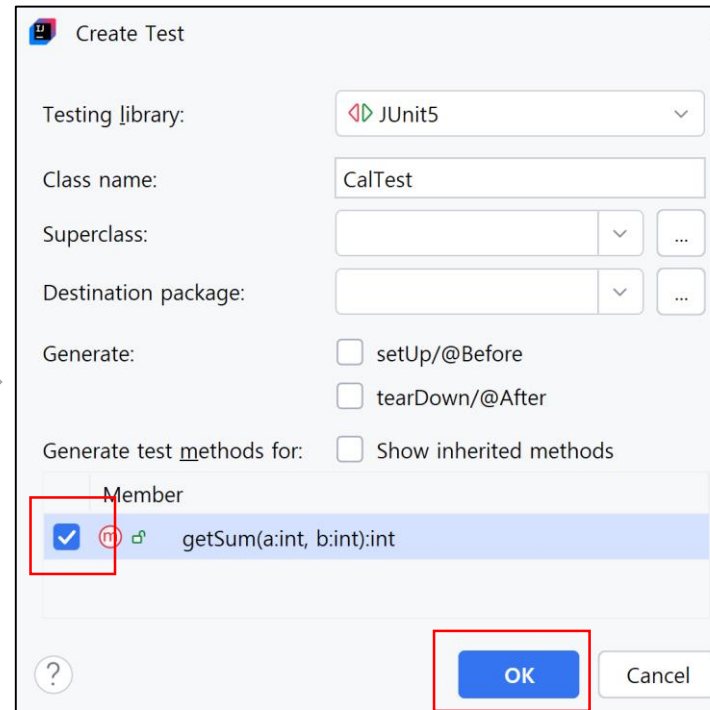 Create Test
Testing library: JUnit5
Class name: CalTest
Superclass: ...
Destination package: ...
Generate: setUp/@Before
tearDown/@After
Generate test methods for: Show inherited methods
Member
m getSum(a:int, b:int):int
? OK Cancel